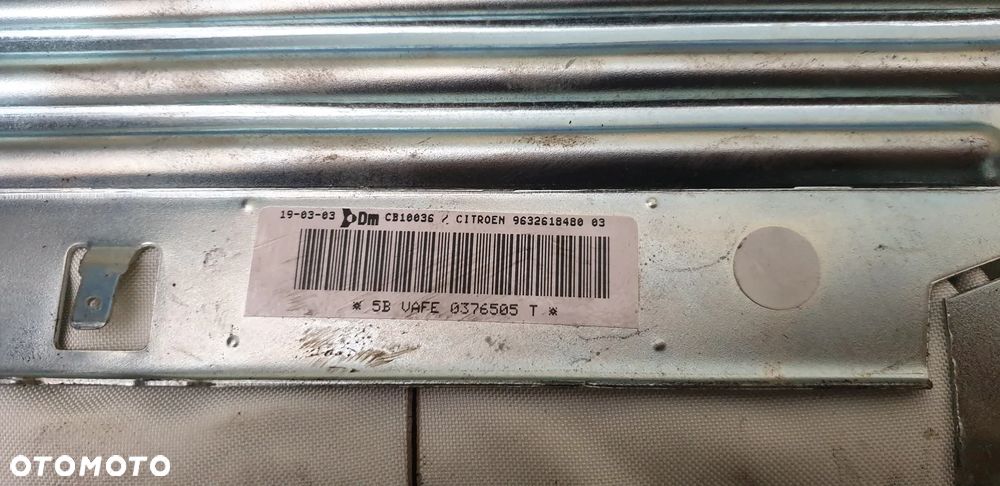 19-03-03 Dm CB10036 / CITROEN 9632618480 03
* 5B VAFE 0376505 T *
OTOMOTO